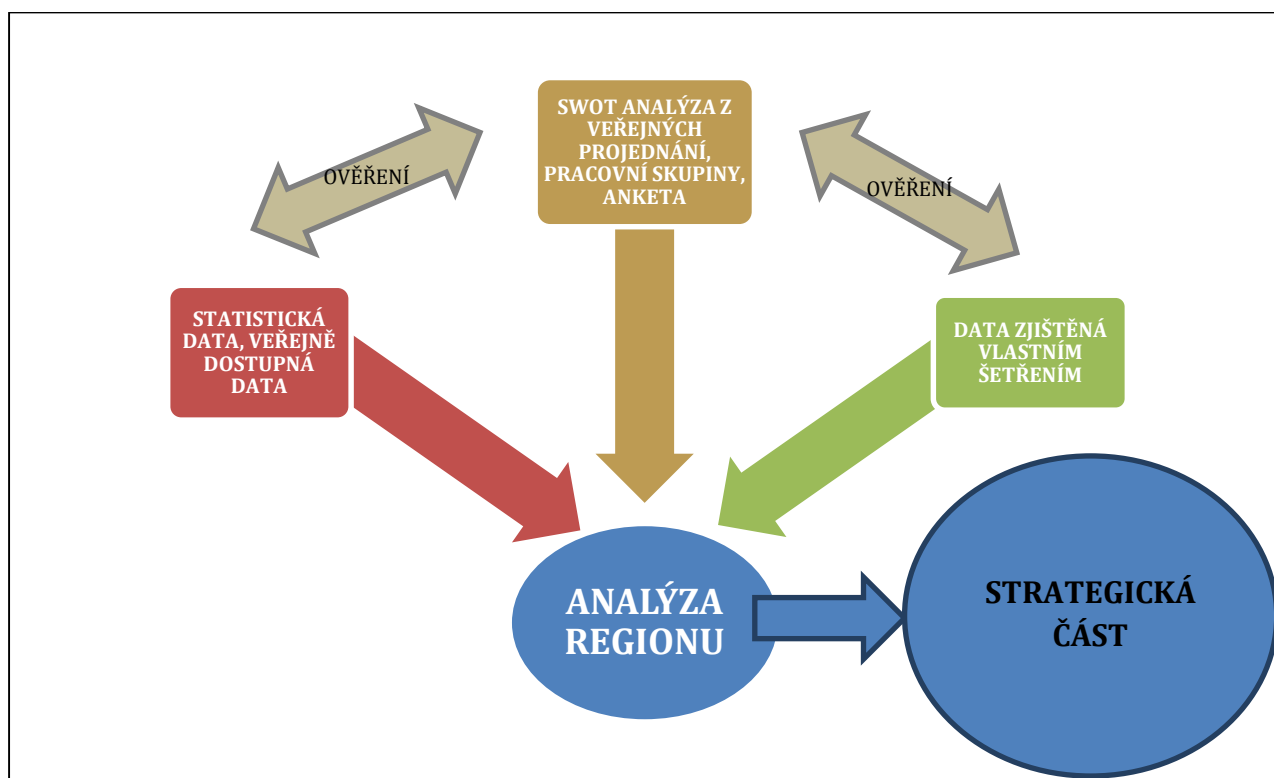 SWOT ANALÝZA Z
VEŘEJNÝCH
PROJEDNÁNÍ,
PRACOVNÍ SKUPINY,
ANKETA
OVĚŘENÍ
OVĚŘENÍ
STATISTICKÁ
DATA, VEŘEJNĚ
DOSTUPNÁ
DATA
DATA ZJIŠTĚNÁ
VLASTNÍM
ŠETŘENÍM
ANALÝZA
REGIONU
STRATEGICKÁ
ČÁST